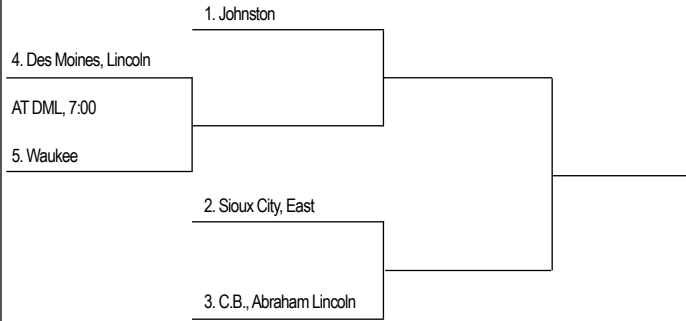 1. Johnston
4. Des Moines, Lincoln
AT DML, 7:00
5. Waukee
2. Sioux City, East
3. C.B., Abraham Lincoln